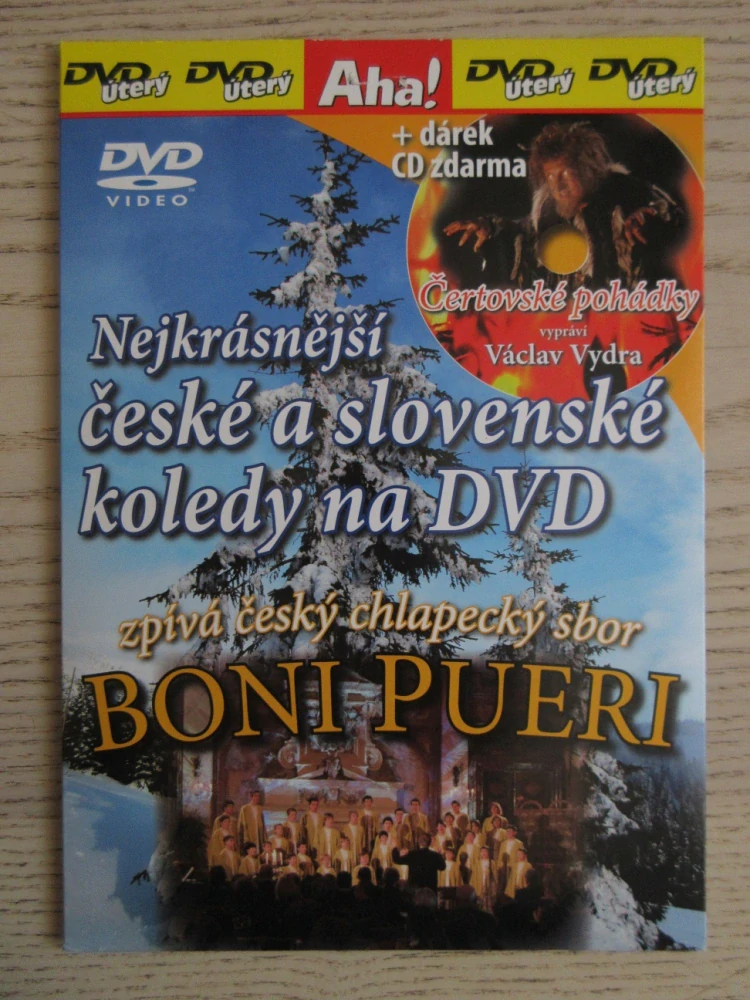 DVD Úterý DVD Úterý Aha! DVD Úterý DVD Úterý
+ dárek
CD zdarma
DVD
VIDEO
Čertovské pohádky
vypráví
Václav Vydra
Nejkrásnější
české a slovenské
koledy na DVD
zpívá český chlapecký sbor
BONI PUERI